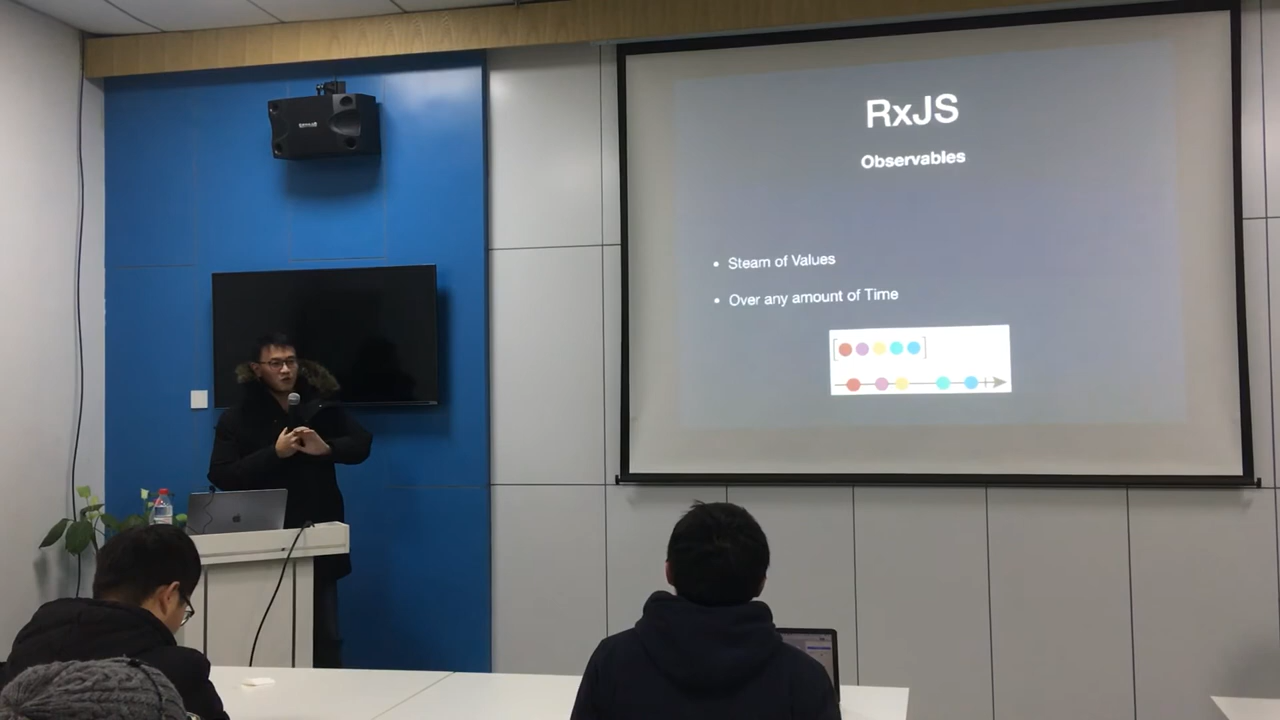 RxJS
Observables
• Steam of Values
• Over any amount of Time